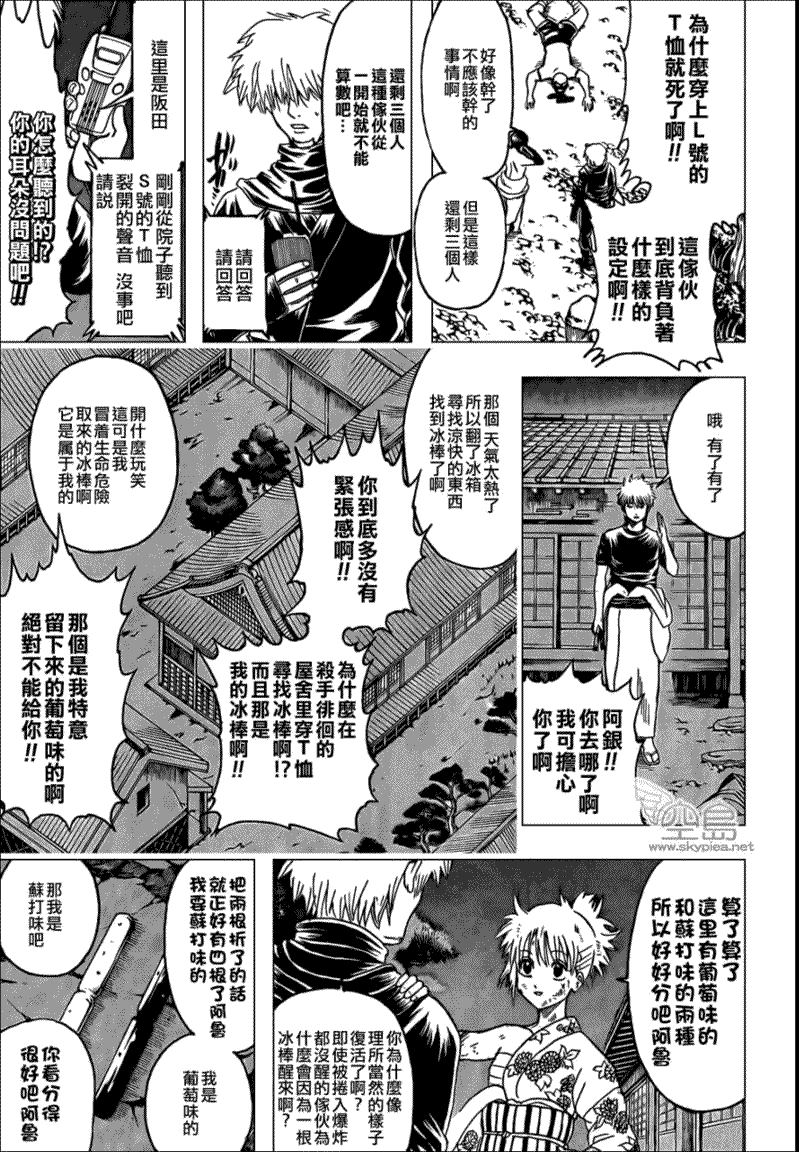 為什麼穿上L號的
T恤就死了啊!!
這傢伙
到底背負著
什麼樣的
設定啊!!
好像幹了
不應該幹的
事情啊
但是這樣
還剩三個人
還剩三個人
這種傢伙從
一開始就不能
算數吧…
請回答
請回答
這里是阪田
剛剛從院子聽到
S號的T恤
裂開的聲音 沒事吧
請説
你怎麼聽到的!?
你的耳朵沒問題吧!!
哦 有了有了
阿銀!!
你去哪了啊
我可擔心
你了啊
那個 天氣太熱了
所以翻了冰箱
尋找涼快的東西
找到冰棒了啊
你到底多沒有
緊張感啊!!
為什麼在
殺手徘徊的
屋舍里穿T恤
尋找冰棒啊!?
而且那是
我的冰棒啊!!
開什麼玩笑
這可是我
冒着生命危險
取來的冰棒啊
它是属于我的
那個是我特意
留下來的葡萄味的啊
絕對不能給你!!
空島
www.skypiea.net
算了算了
這里有葡萄味的
和蘇打味的兩種
所以好好分吧阿魯
你為什麼像
理所當然的樣子
復活了啊?
即使被捲入爆炸
都沒醒的傢伙為
什麼會因為一根
冰棒醒來啊?
把兩根折了的話
就正好有四根了阿魯
我要蘇打味的
我是
葡萄味的
那我是
蘇打味吧
你看分得
很好吧阿魯